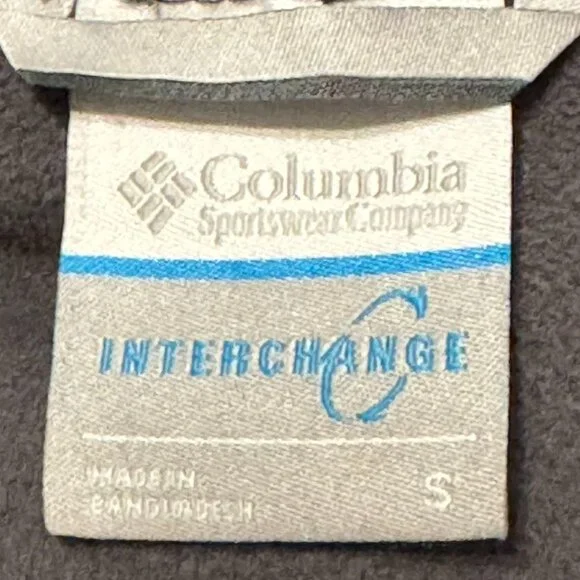 Columbia
Sportswear Company
INTERCHANGE
MADE IN
BANGLADESH
S